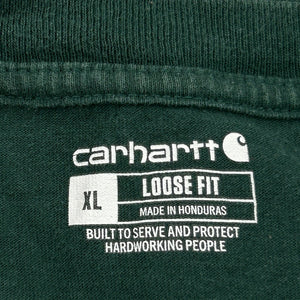 carhartt
XL
LOOSE FIT
MADE IN HONDURAS
BUILT TO SERVE AND PROTECT
HARDWORKING PEOPLE